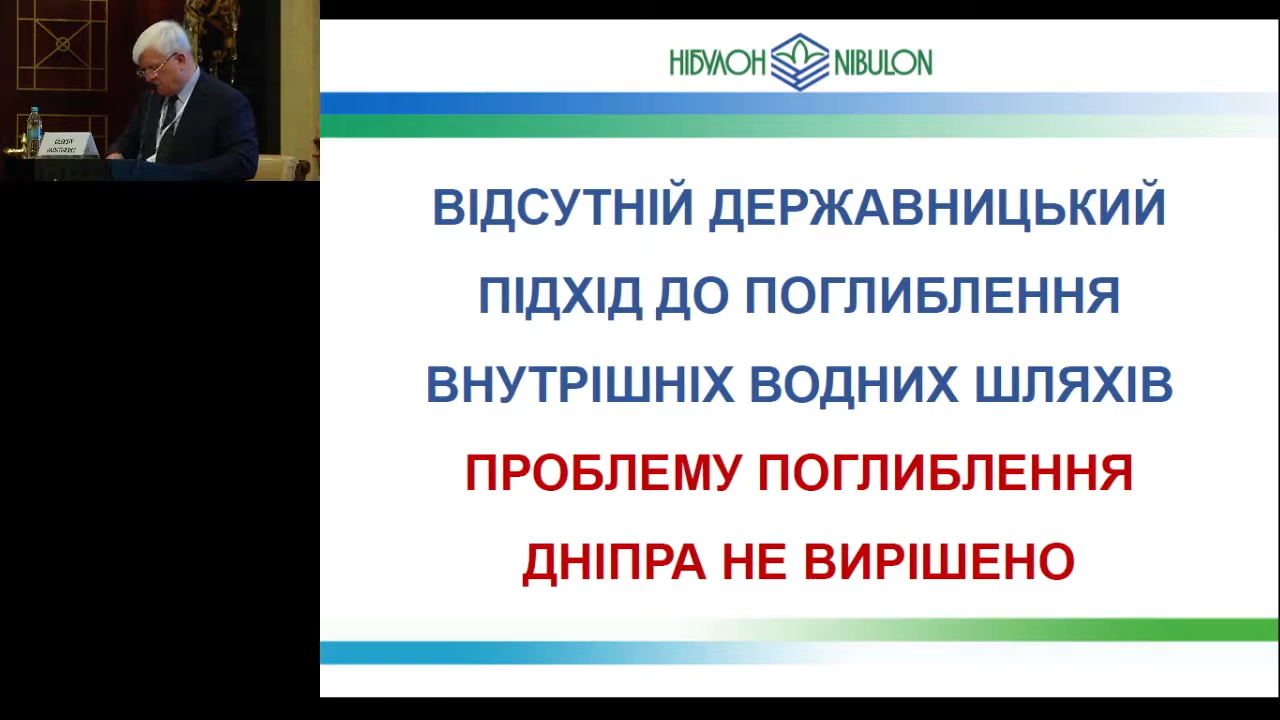 НІБУЛОН NIBULON
ВІДСУТНІЙ ДЕРЖАВНИЦЬКИЙ
ПІДХІД ДО ПОГЛИБЛЕННЯ
ВНУТРІШНІХ ВОДНИХ ШЛЯХІВ
ПРОБЛЕМУ ПОГЛИБЛЕННЯ
ДНІПРА НЕ ВИРІШЕНО